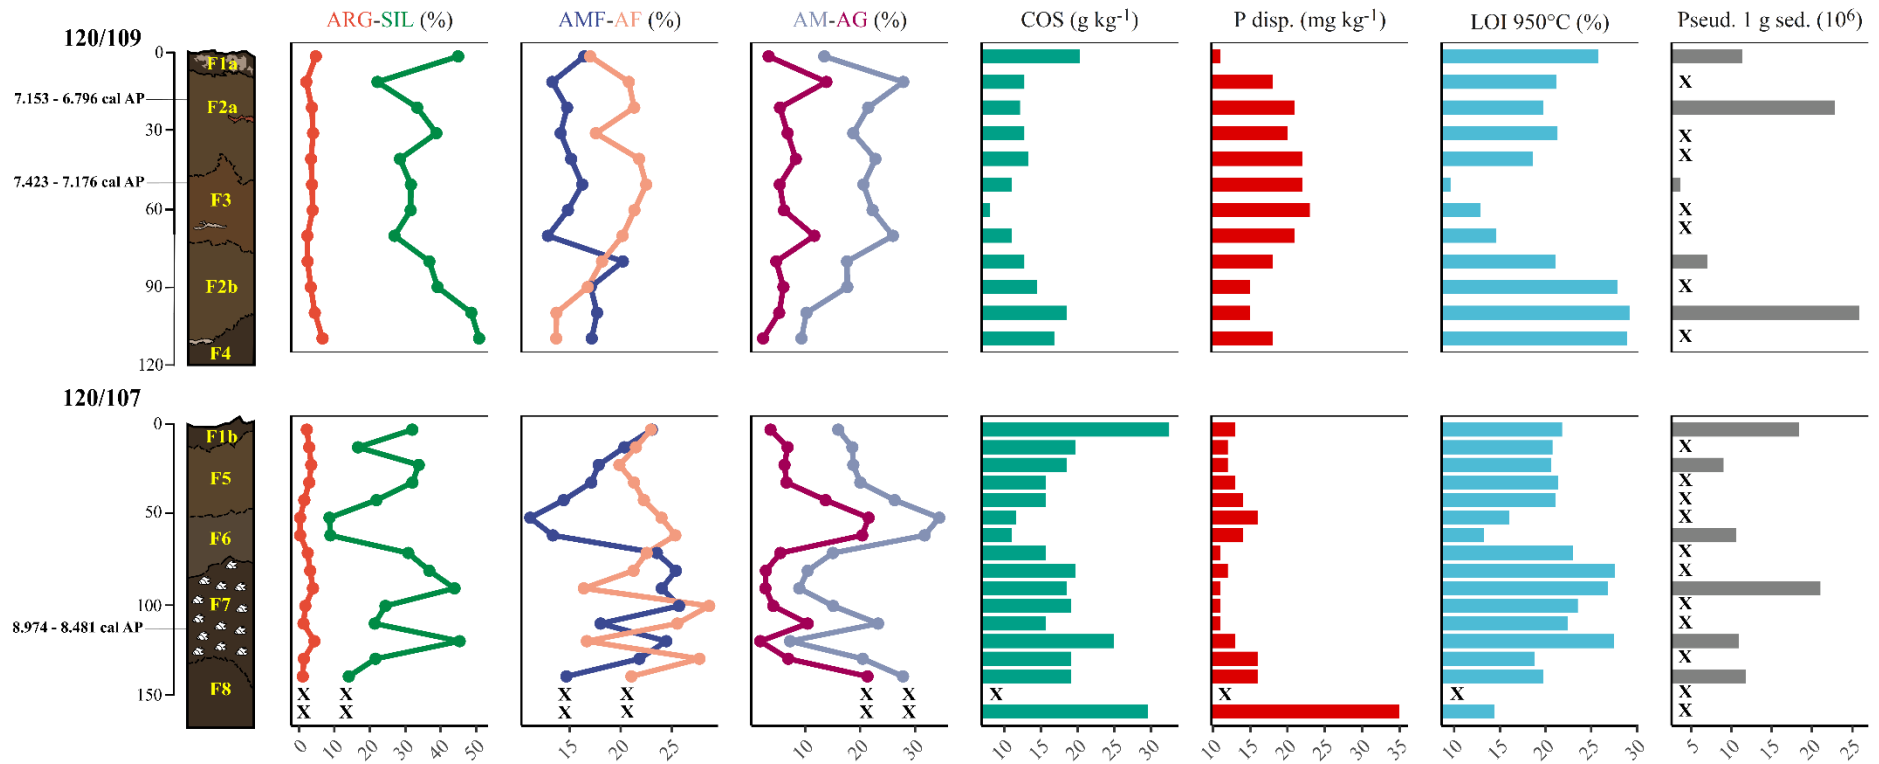 ARG-SIL (%) AMF-AF (%) AM-AG (%) COS (g kg⁻¹) P disp. (mg kg⁻¹) LOI 950°C (%) Pseud. 1 g sed. (10⁶)
120/109
0 F1a
7.153 - 6.796 cal AP F2a X
30 X
X
7.423 - 7.176 cal AP
F3
60 X
X
90 F2b X
F4 X
120
120/107
0 F1b
X
F5 X
X
50 X
F6
X
X
100 F7 X
8.974 - 8.481 cal AP X
X
F8
150 X X X X X X X X X X
X X X X X X X
0 10 20 30 40 50 15 20 25 10 20 30 10 15 20 25 30 10 15 20 25 30 35 10 15 20 25 30 5 10 15 20 25